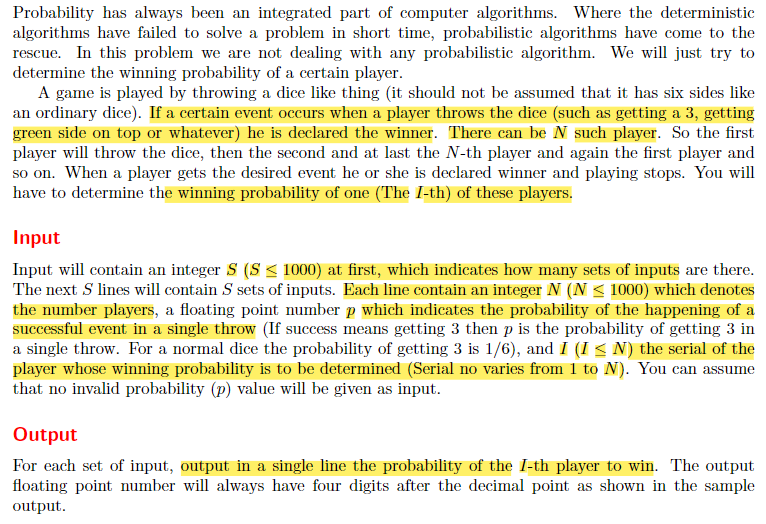 Probability has always been an integrated part of computer algorithms. Where the deterministic
algorithms have failed to solve a problem in short time, probabilistic algorithms have come to the
rescue. In this problem we are not dealing with any probabilistic algorithm. We will just try to
determine the winning probability of a certain player.
A game is played by throwing a dice like thing (it should not be assumed that it has six sides like
an ordinary dice). If a certain event occurs when a player throws the dice (such as getting a 3, getting
green side on top or whatever) he is declared the winner. There can be N such player. So the first
player will throw the dice, then the second and at last the N-th player and again the first player and
so on. When a player gets the desired event he or she is declared winner and playing stops. You will
have to determine the winning probability of one (The I-th) of these players.
Input
Input will contain an integer S (S ≤ 1000) at first, which indicates how many sets of inputs are there.
The next S lines will contain S sets of inputs. Each line contain an integer N (N ≤ 1000) which denotes
the number players, a floating point number p which indicates the probability of the happening of a
successful event in a single throw (If success means getting 3 then p is the probability of getting 3 in
a single throw. For a normal dice the probability of getting 3 is 1/6), and I (I ≤ N) the serial of the
player whose winning probability is to be determined (Serial no varies from 1 to N). You can assume
that no invalid probability (p) value will be given as input.
Output
For each set of input, output in a single line the probability of the I-th player to win. The output
floating point number will always have four digits after the decimal point as shown in the sample
output.